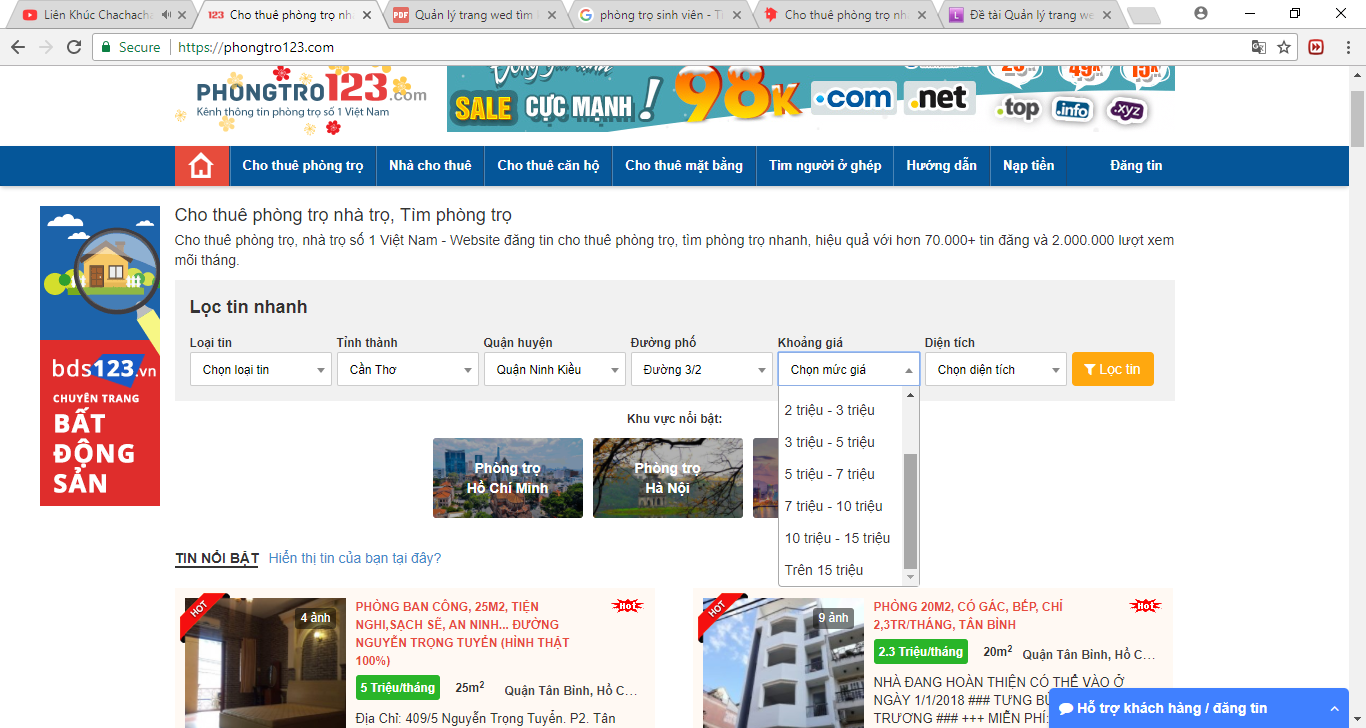 Liên Khúc Chachach
Cho thuê phòng trọ nh
Quản lý trang wed tìm
phòng trọ sinh viên - Ti
Cho thuê phòng trọ nh
Đề tài Quản lý trang we
Secure
https://phongtro123.com
PHONGTRO123.com
Kênh thông tin phòng trọ số 1 Việt Nam
SALE CỰC MẠNH! 98K .com .net
.top .info .xyz
Cho thuê phòng trọ
Nhà cho thuê
Cho thuê căn hộ
Cho thuê mặt bằng
Tìm người ở ghép
Hướng dẫn
Nạp tiền
Đăng tin
bds123.vn
CHUYÊN TRANG
BẤT
ĐỘNG
SẢN
Cho thuê phòng trọ nhà trọ, Tìm phòng trọ
Cho thuê phòng trọ, nhà trọ số 1 Việt Nam - Website đăng tin cho thuê phòng trọ, tìm phòng trọ nhanh, hiệu quả với hơn 70.000+ tin đăng và 2.000.000 lượt xem
mỗi tháng.
Lọc tin nhanh
Loại tin
Tỉnh thành
Quận huyện
Đường phố
Khoảng giá
Diện tích
Chọn loại tin
Cần Thơ
Quận Ninh Kiều
Đường 3/2
Chọn mức giá
Chọn diện tích
Lọc tin
2 triệu - 3 triệu
3 triệu - 5 triệu
5 triệu - 7 triệu
7 triệu - 10 triệu
10 triệu - 15 triệu
Trên 15 triệu
Khu vực nổi bật:
Phòng trọ
Hồ Chí Minh
Phòng trọ
Hà Nội
TIN NỔI BẬT
Hiển thị tin của bạn tại đây?
HOT
4 ảnh
PHÒNG BAN CÔNG, 25M2, TIỆN
NGHI,SẠCH SẼ, AN NINH... ĐƯỜNG
NGUYỄN TRỌNG TUYỂN (HÌNH THẬT
100%)
Hot
5 Triệu/tháng
25m2
Quận Tân Bình, Hồ C...
Địa Chỉ: 409/5 Nguyễn Trọng Tuyển. P2. Tân
HOT
9 ảnh
PHÒNG 20M2, CÓ GÁC, BẾP, CHỈ
2,3TR/THÁNG, TÂN BÌNH
Hot
2.3 Triệu/tháng
20m2
Quận Tân Bình, Hồ C...
NHÀ ĐANG HOÀN THIỆN CÓ THỂ VÀO Ở
NGÀY 1/1/2018 ### TƯNG
TRƯƠNG ### +++ MIỄN PHÍ:
Hỗ trợ khách hàng / đăng tin